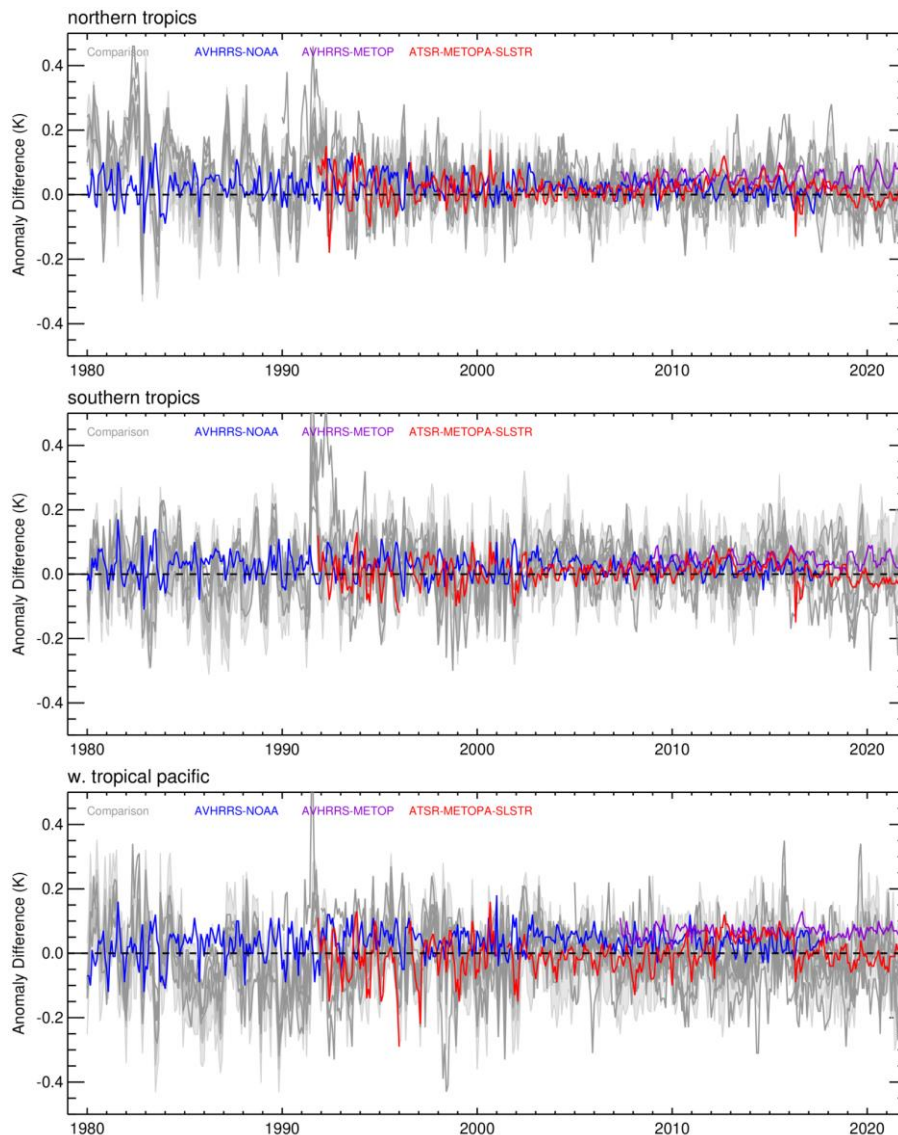 northern tropics
Comparison AVHRRS-NOAA AVHRRS-METOP ATSR-METOPA-SLSTR
Anomaly Difference (K)
0.4
0.2
0.0
-0.2
-0.4
1980 1990 2000 2010 2020
southern tropics
Comparison AVHRRS-NOAA AVHRRS-METOP ATSR-METOPA-SLSTR
Anomaly Difference (K)
0.4
0.2
0.0
-0.2
-0.4
1980 1990 2000 2010 2020
w. tropical pacific
Comparison AVHRRS-NOAA AVHRRS-METOP ATSR-METOPA-SLSTR
Anomaly Difference (K)
0.4
0.2
0.0
-0.2
-0.4
1980 1990 2000 2010 2020